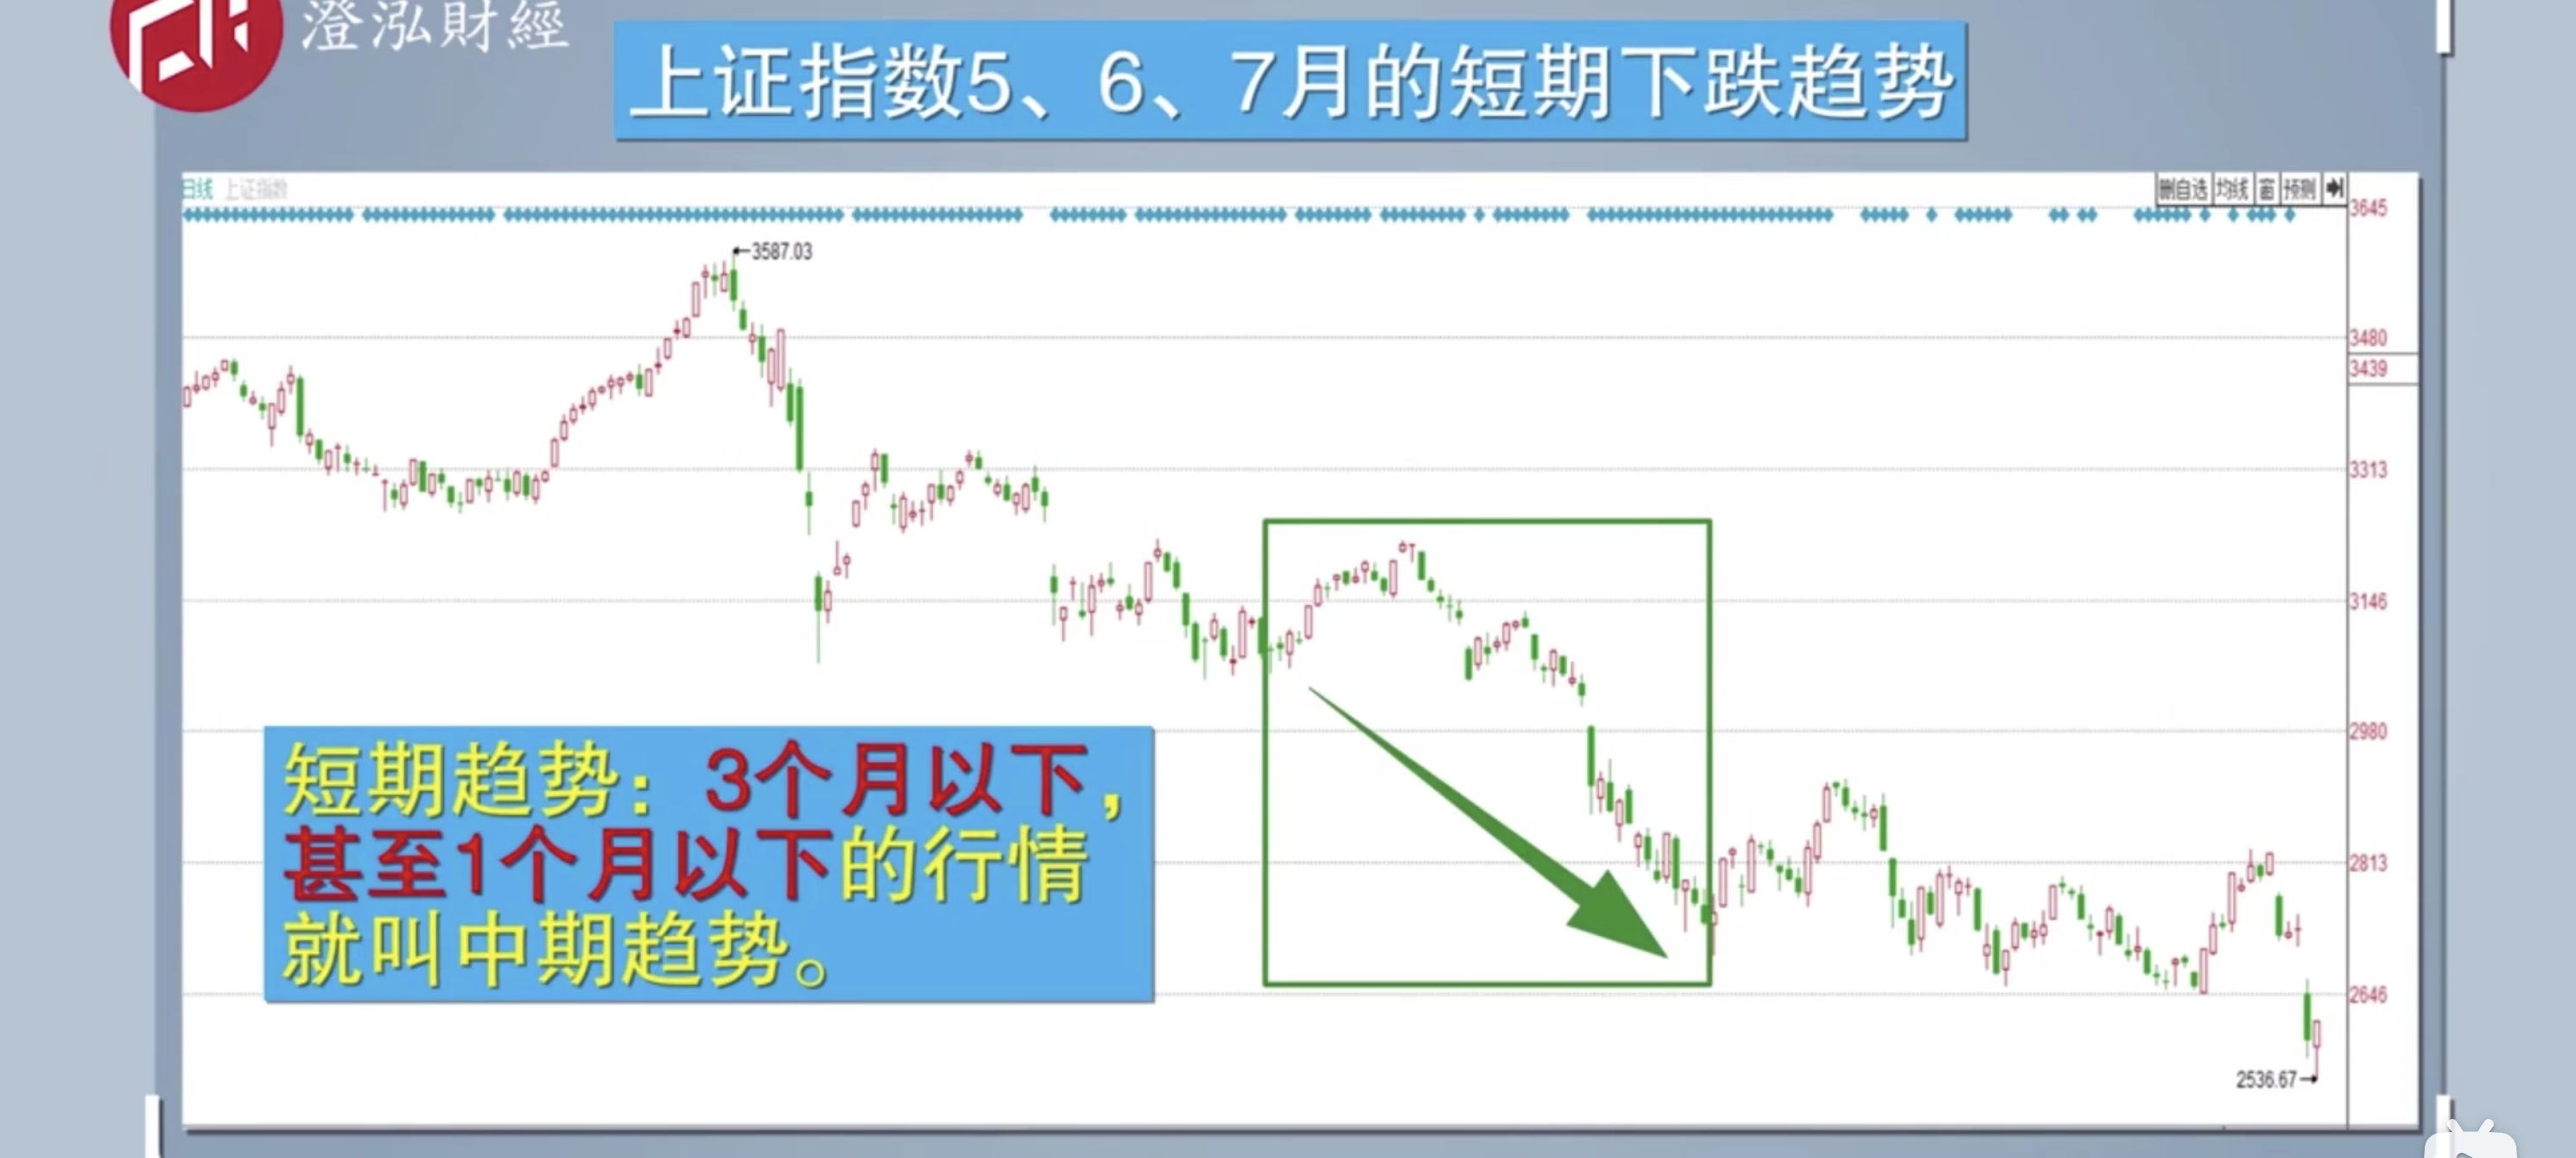 澄泓財經
上证指数5、6、7月的短期下跌趋势
日线 上证指数
删自选 均线 窗 预测
3645
3587.03
3480
3439
3313
3146
2980
短期趋势：3个月以下，
甚至1个月以下的行情
就叫中期趋势。
2813
2646
2536.67